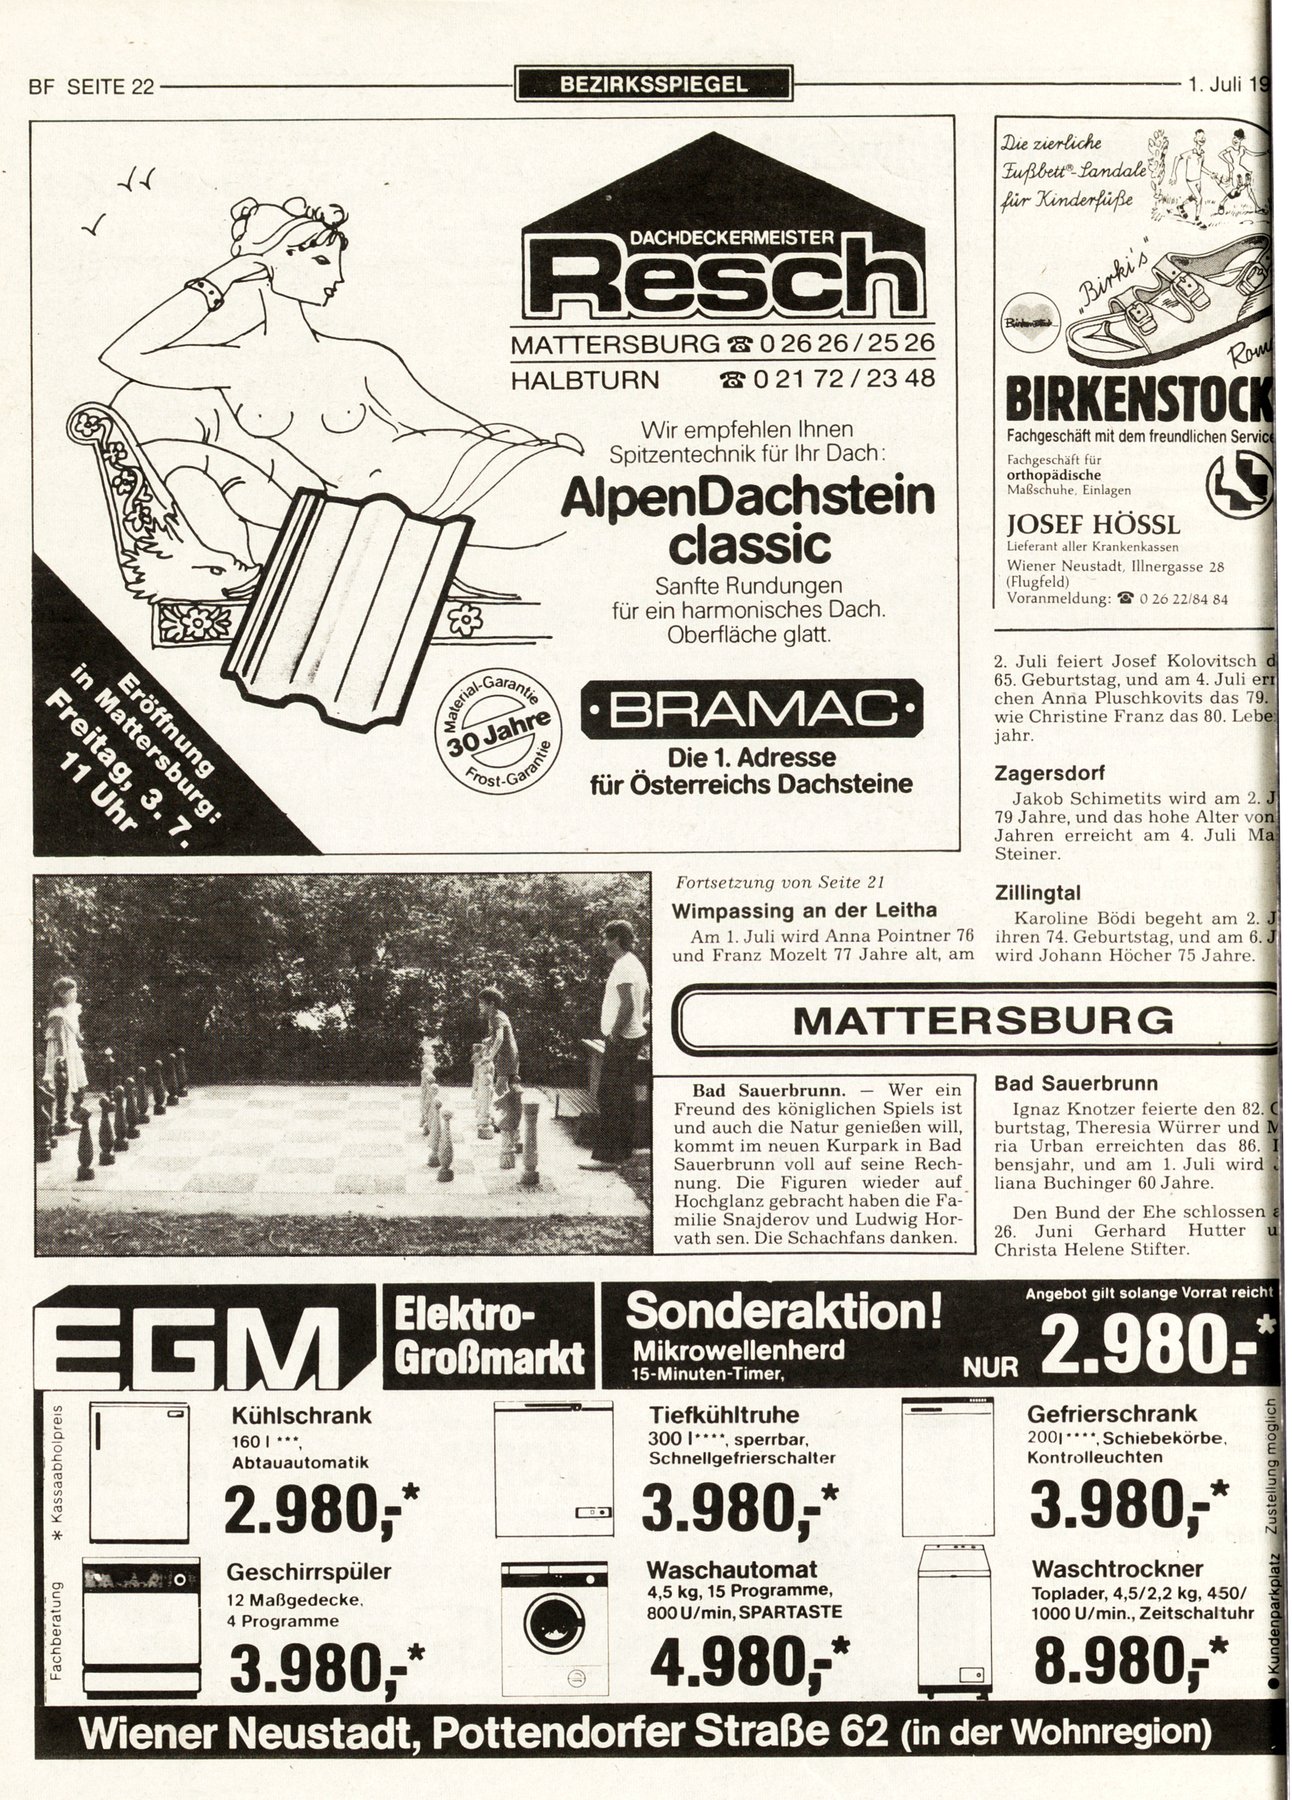 BF SEITE 22
BEZIRKSSPIEGEL
1. Juli 19
DACHDECKERMEISTER
Resch
MATTERSBURG ☎ 0 26 26 / 25 26
HALBTURN ☎ 0 21 72 / 23 48
Wir empfehlen Ihnen
Spitzentechnik für Ihr Dach:
AlpenDachstein
classic
Sanfte Rundungen
für ein harmonisches Dach.
Oberfläche glatt.
Material-Garantie
30 Jahre
Frost-Garantie
·BRAMAC·
Die 1. Adresse
für Österreichs Dachsteine
Eröffnung
in Mattersburg:
Freitag, 3. 7.
11 Uhr
Die zierliche
Fußbett®-Sandale
für Kinderfüße
"Birki's"
Birkenstock
BIRKENSTOCK
Fachgeschäft mit dem freundlichen Service
Fachgeschäft für
orthopädische
Maßschuhe, Einlagen
JOSEF HÖSSL
Lieferant aller Krankenkassen
Wiener Neustadt, Illnergasse 28
(Flugfeld)
Voranmeldung: ☎ 0 26 22/84 84
Fortsetzung von Seite 21
Wimpassing an der Leitha
Am 1. Juli wird Anna Pointner 76
und Franz Mozelt 77 Jahre alt, am
2. Juli feiert Josef Kolovitsch
65. Geburtstag, und am 4. Juli
chen Anna Pluschkovits das 79.
wie Christine Franz das 80. Lebe
jahr.
Zagersdorf
Jakob Schimetits wird am 2.
79 Jahre, und das hohe Alter von
Jahren erreicht am 4. Juli Ma
Steiner.
Zillingtal
Karoline Bödi begeht am 2.
ihren 74. Geburtstag, und am 6.
wird Johann Höcher 75 Jahre.
MATTERSBURG
Bad Sauerbrunn. — Wer ein
Freund des königlichen Spiels ist
und auch die Natur genießen will,
kommt im neuen Kurpark in Bad
Sauerbrunn voll auf seine Rech-
nung. Die Figuren wieder auf
Hochglanz gebracht haben die Fa-
milie Snajderov und Ludwig Hor-
vath sen. Die Schachfans danken.
Bad Sauerbrunn
Ignaz Knotzer feierte den 82.
burtstag, Theresia Würrer und
ria Urban erreichten das 86.
bensjahr, und am 1. Juli wird
liana Buchinger 60 Jahre.
Den Bund der Ehe schlossen
26. Juni Gerhard Hutter
Christa Helene Stifter.
EGM
Elektro-
Großmarkt
Sonderaktion!
Mikrowellenherd
15-Minuten-Timer,
Angebot gilt solange Vorrat reicht
NUR 2.980.-*
* Kassaabholpreis
Fachberatung
Kühlschrank
160 l ***,
Abtauautomatik
2.980,-*
Tiefkühltruhe
300 l****, sperrbar,
Schnellgefrierschalter
3.980,-*
Gefrierschrank
200l****, Schiebekörbe,
Kontrolleuchten
3.980,-*
Geschirrspüler
12 Maßgedecke,
4 Programme
3.980,-*
Waschautomat
4,5 kg, 15 Programme,
800 U/min, SPARTASTE
4.980,-*
Waschtrockner
Toplader, 4,5/2,2 kg, 450/
1000 U/min., Zeitschaltuhr
8.980,-*
● Kundenparkplatz Zustellung möglich
Wiener Neustadt, Pottendorfer Straße 62 (in der Wohnregion)